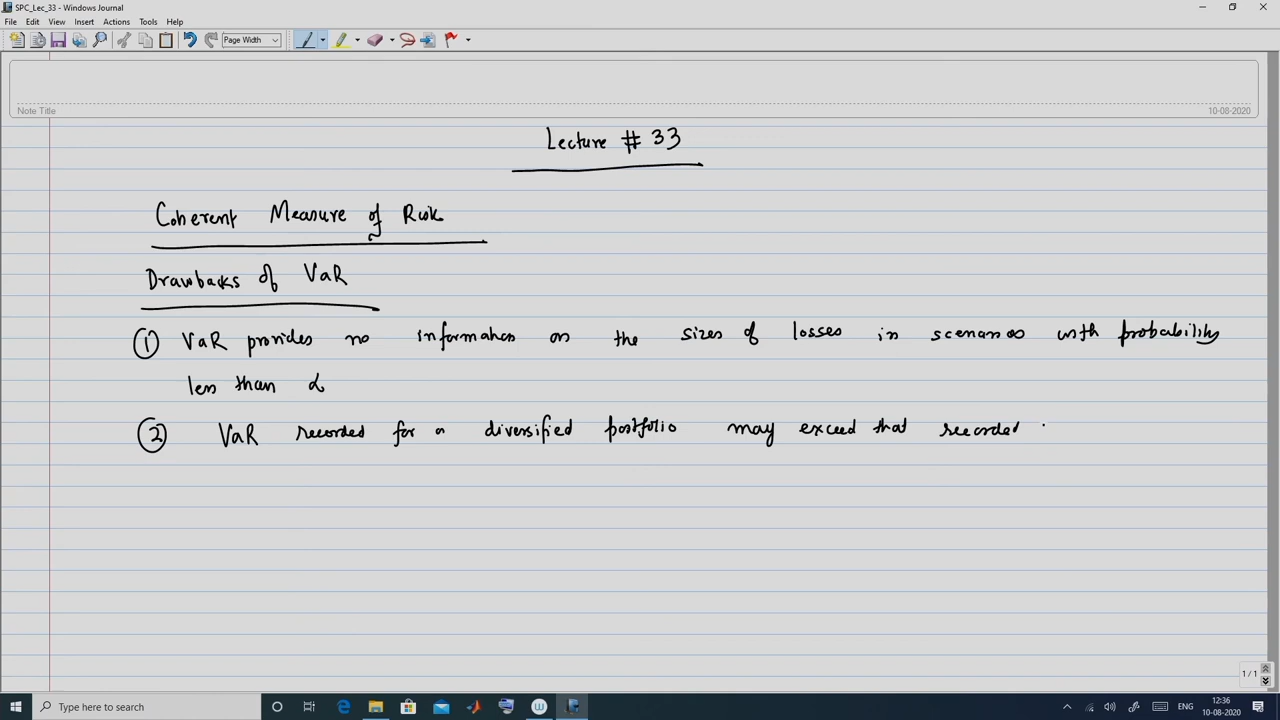 SPC_Lec_33 - Windows Journal
File Edit View Insert Actions Tools Help
Page Width
Note Title
10-08-2020
Lecture # 33
Coherent Measure of Risk
Drawbacks of VaR
① VaR provides no information on the sizes of losses in scenarios with probability
less than α
② VaR recorded for a diversified portfolio may exceed that recorded
1/1
Type here to search
ENG
12:36
10-08-2020